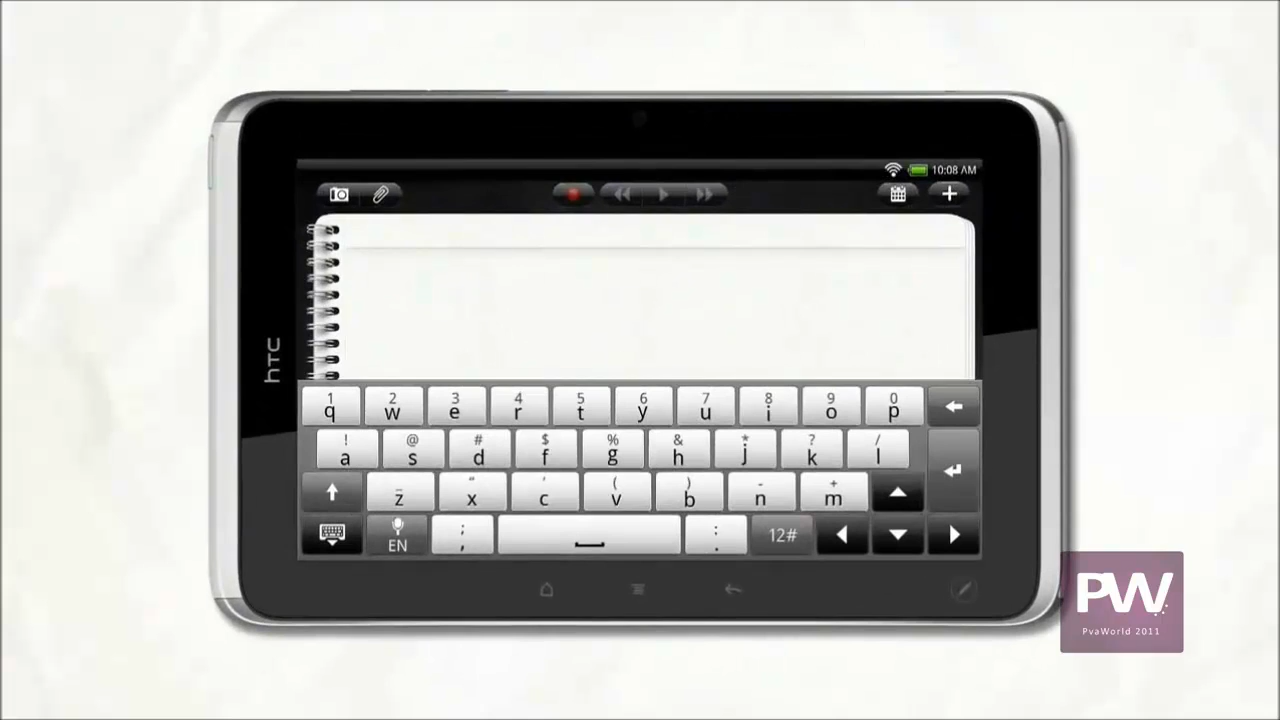 10:08 AM
hTC
1 2 3 4 5 6 7 8 9 0
q w e r t y u i o p
! @ # $ % & * ? /
a s d f g h j k l
_ " ' ( ) - +
z x c v b n m
EN ; , : . 12#
PW
PvaWorld 2011